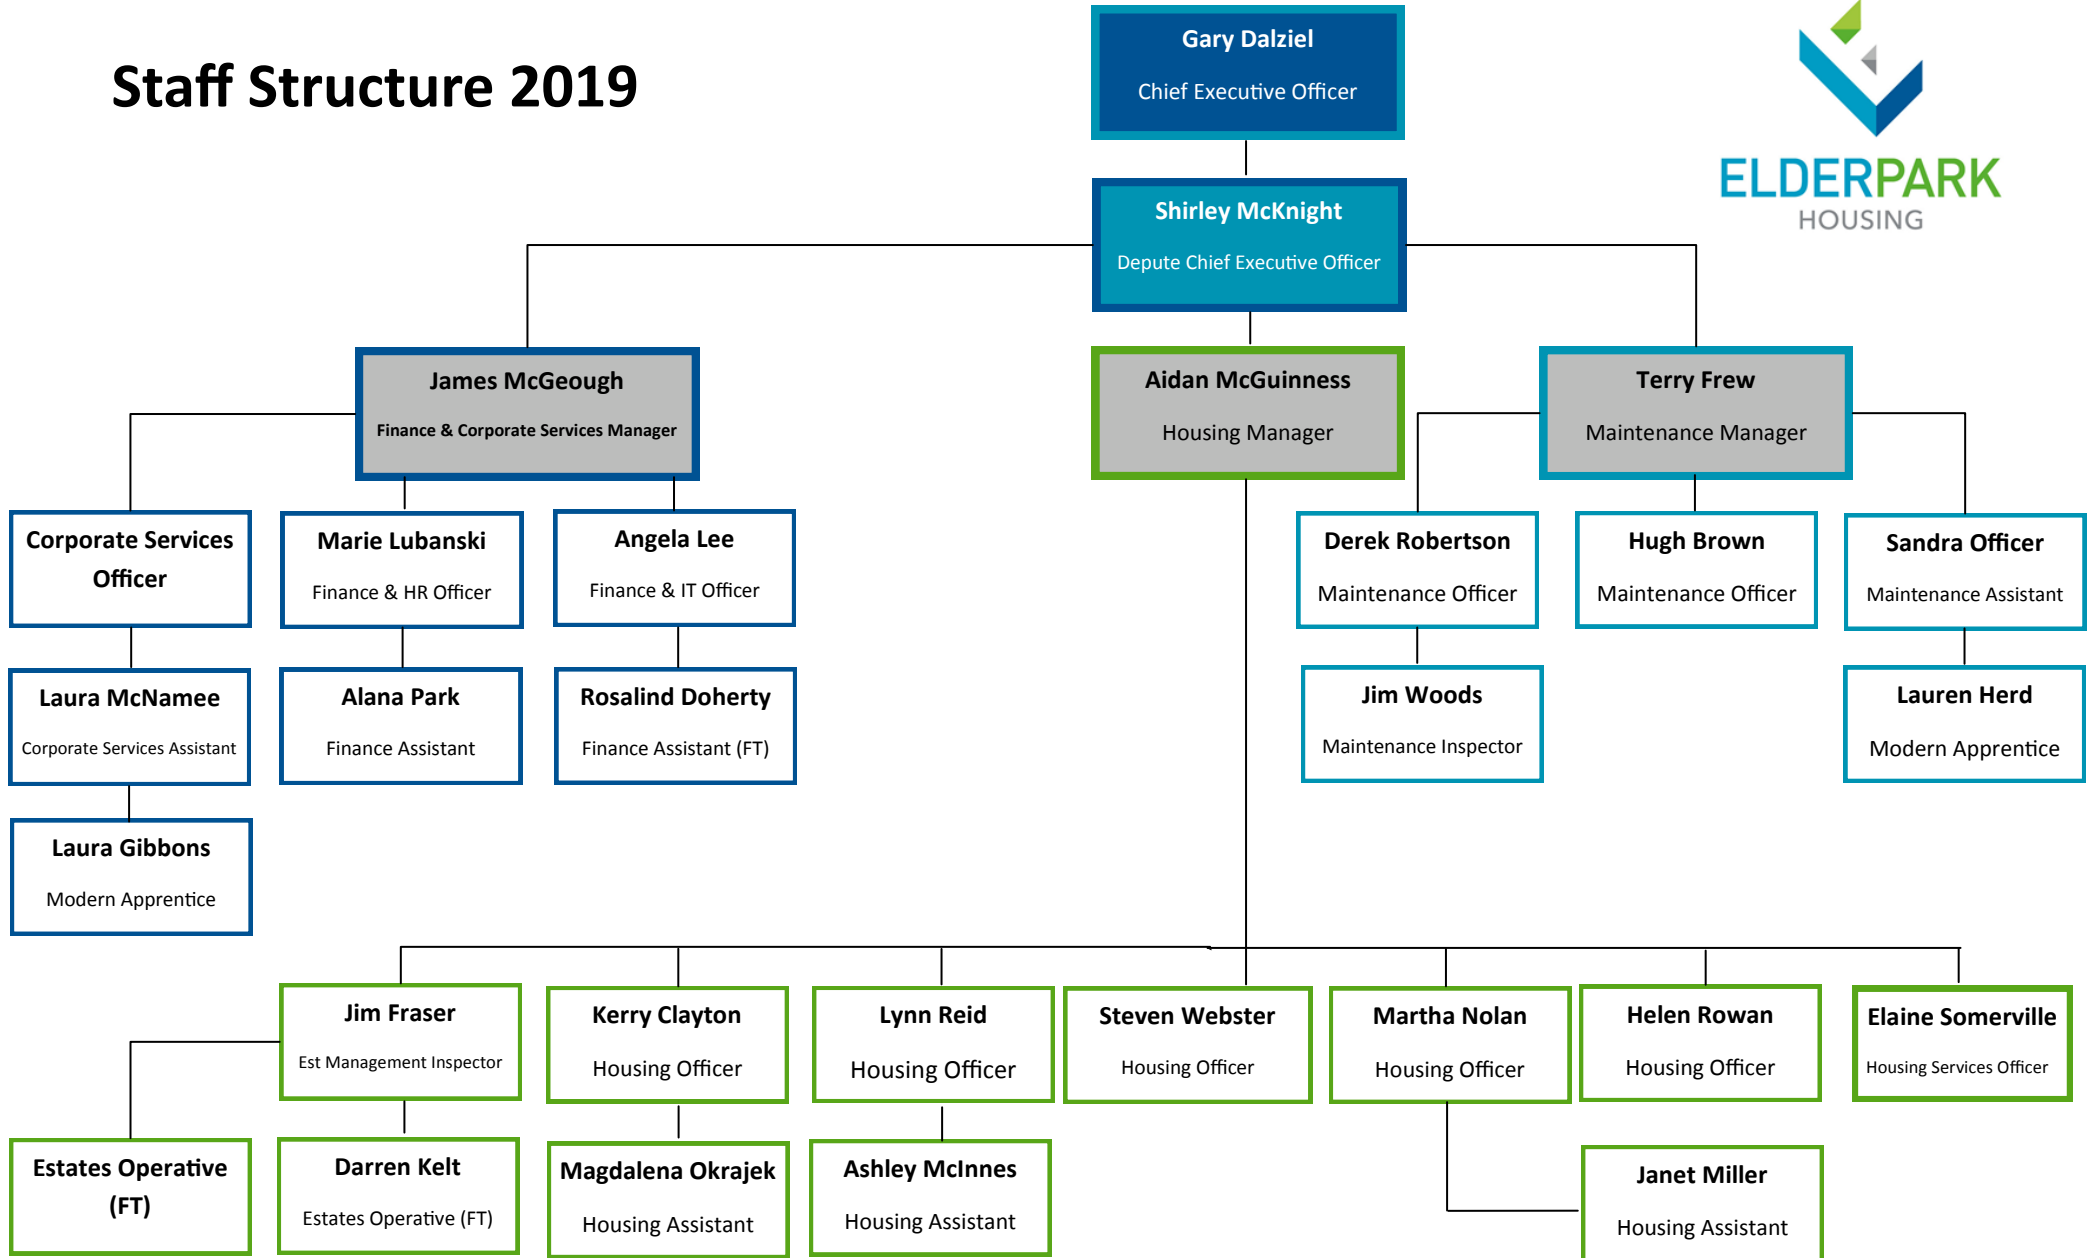 Staff Structure 2019
Gary Dalziel
Chief Executive Officer
ELDERPARK
HOUSING
Shirley McKnight
Depute Chief Executive Officer
James McGeough
Finance & Corporate Services Manager
Aidan McGuinness
Housing Manager
Terry Frew
Maintenance Manager
Corporate Services
Officer
Marie Lubanski
Finance & HR Officer
Angela Lee
Finance & IT Officer
Derek Robertson
Maintenance Officer
Hugh Brown
Maintenance Officer
Sandra Officer
Maintenance Assistant
Laura McNamee
Corporate Services Assistant
Alana Park
Finance Assistant
Rosalind Doherty
Finance Assistant (FT)
Jim Woods
Maintenance Inspector
Lauren Herd
Modern Apprentice
Laura Gibbons
Modern Apprentice
Jim Fraser
Est Management Inspector
Kerry Clayton
Housing Officer
Lynn Reid
Housing Officer
Steven Webster
Housing Officer
Martha Nolan
Housing Officer
Helen Rowan
Housing Officer
Elaine Somerville
Housing Services Officer
Estates Operative
(FT)
Darren Kelt
Estates Operative (FT)
Magdalena Okrajek
Housing Assistant
Ashley McInnes
Housing Assistant
Janet Miller
Housing Assistant